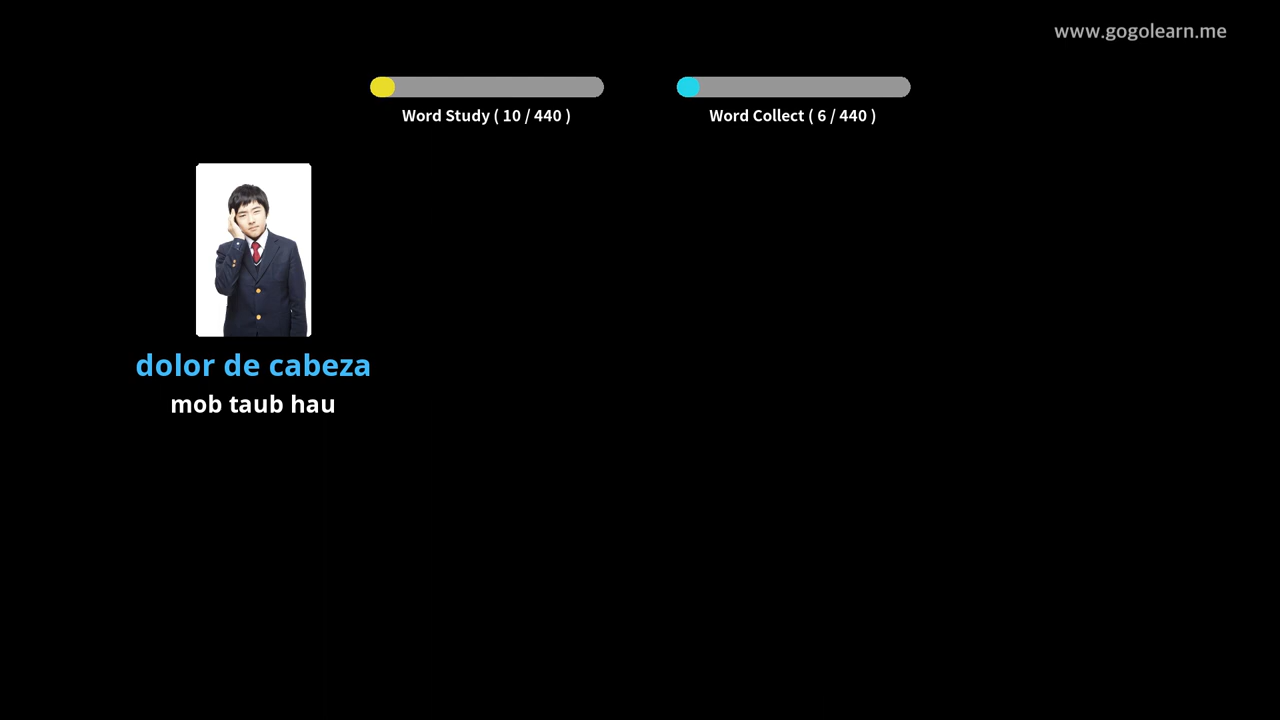 www.gogolearn.me
Word Study ( 10 / 440 )
Word Collect ( 6 / 440 )
dolor de cabeza
mob taub hau